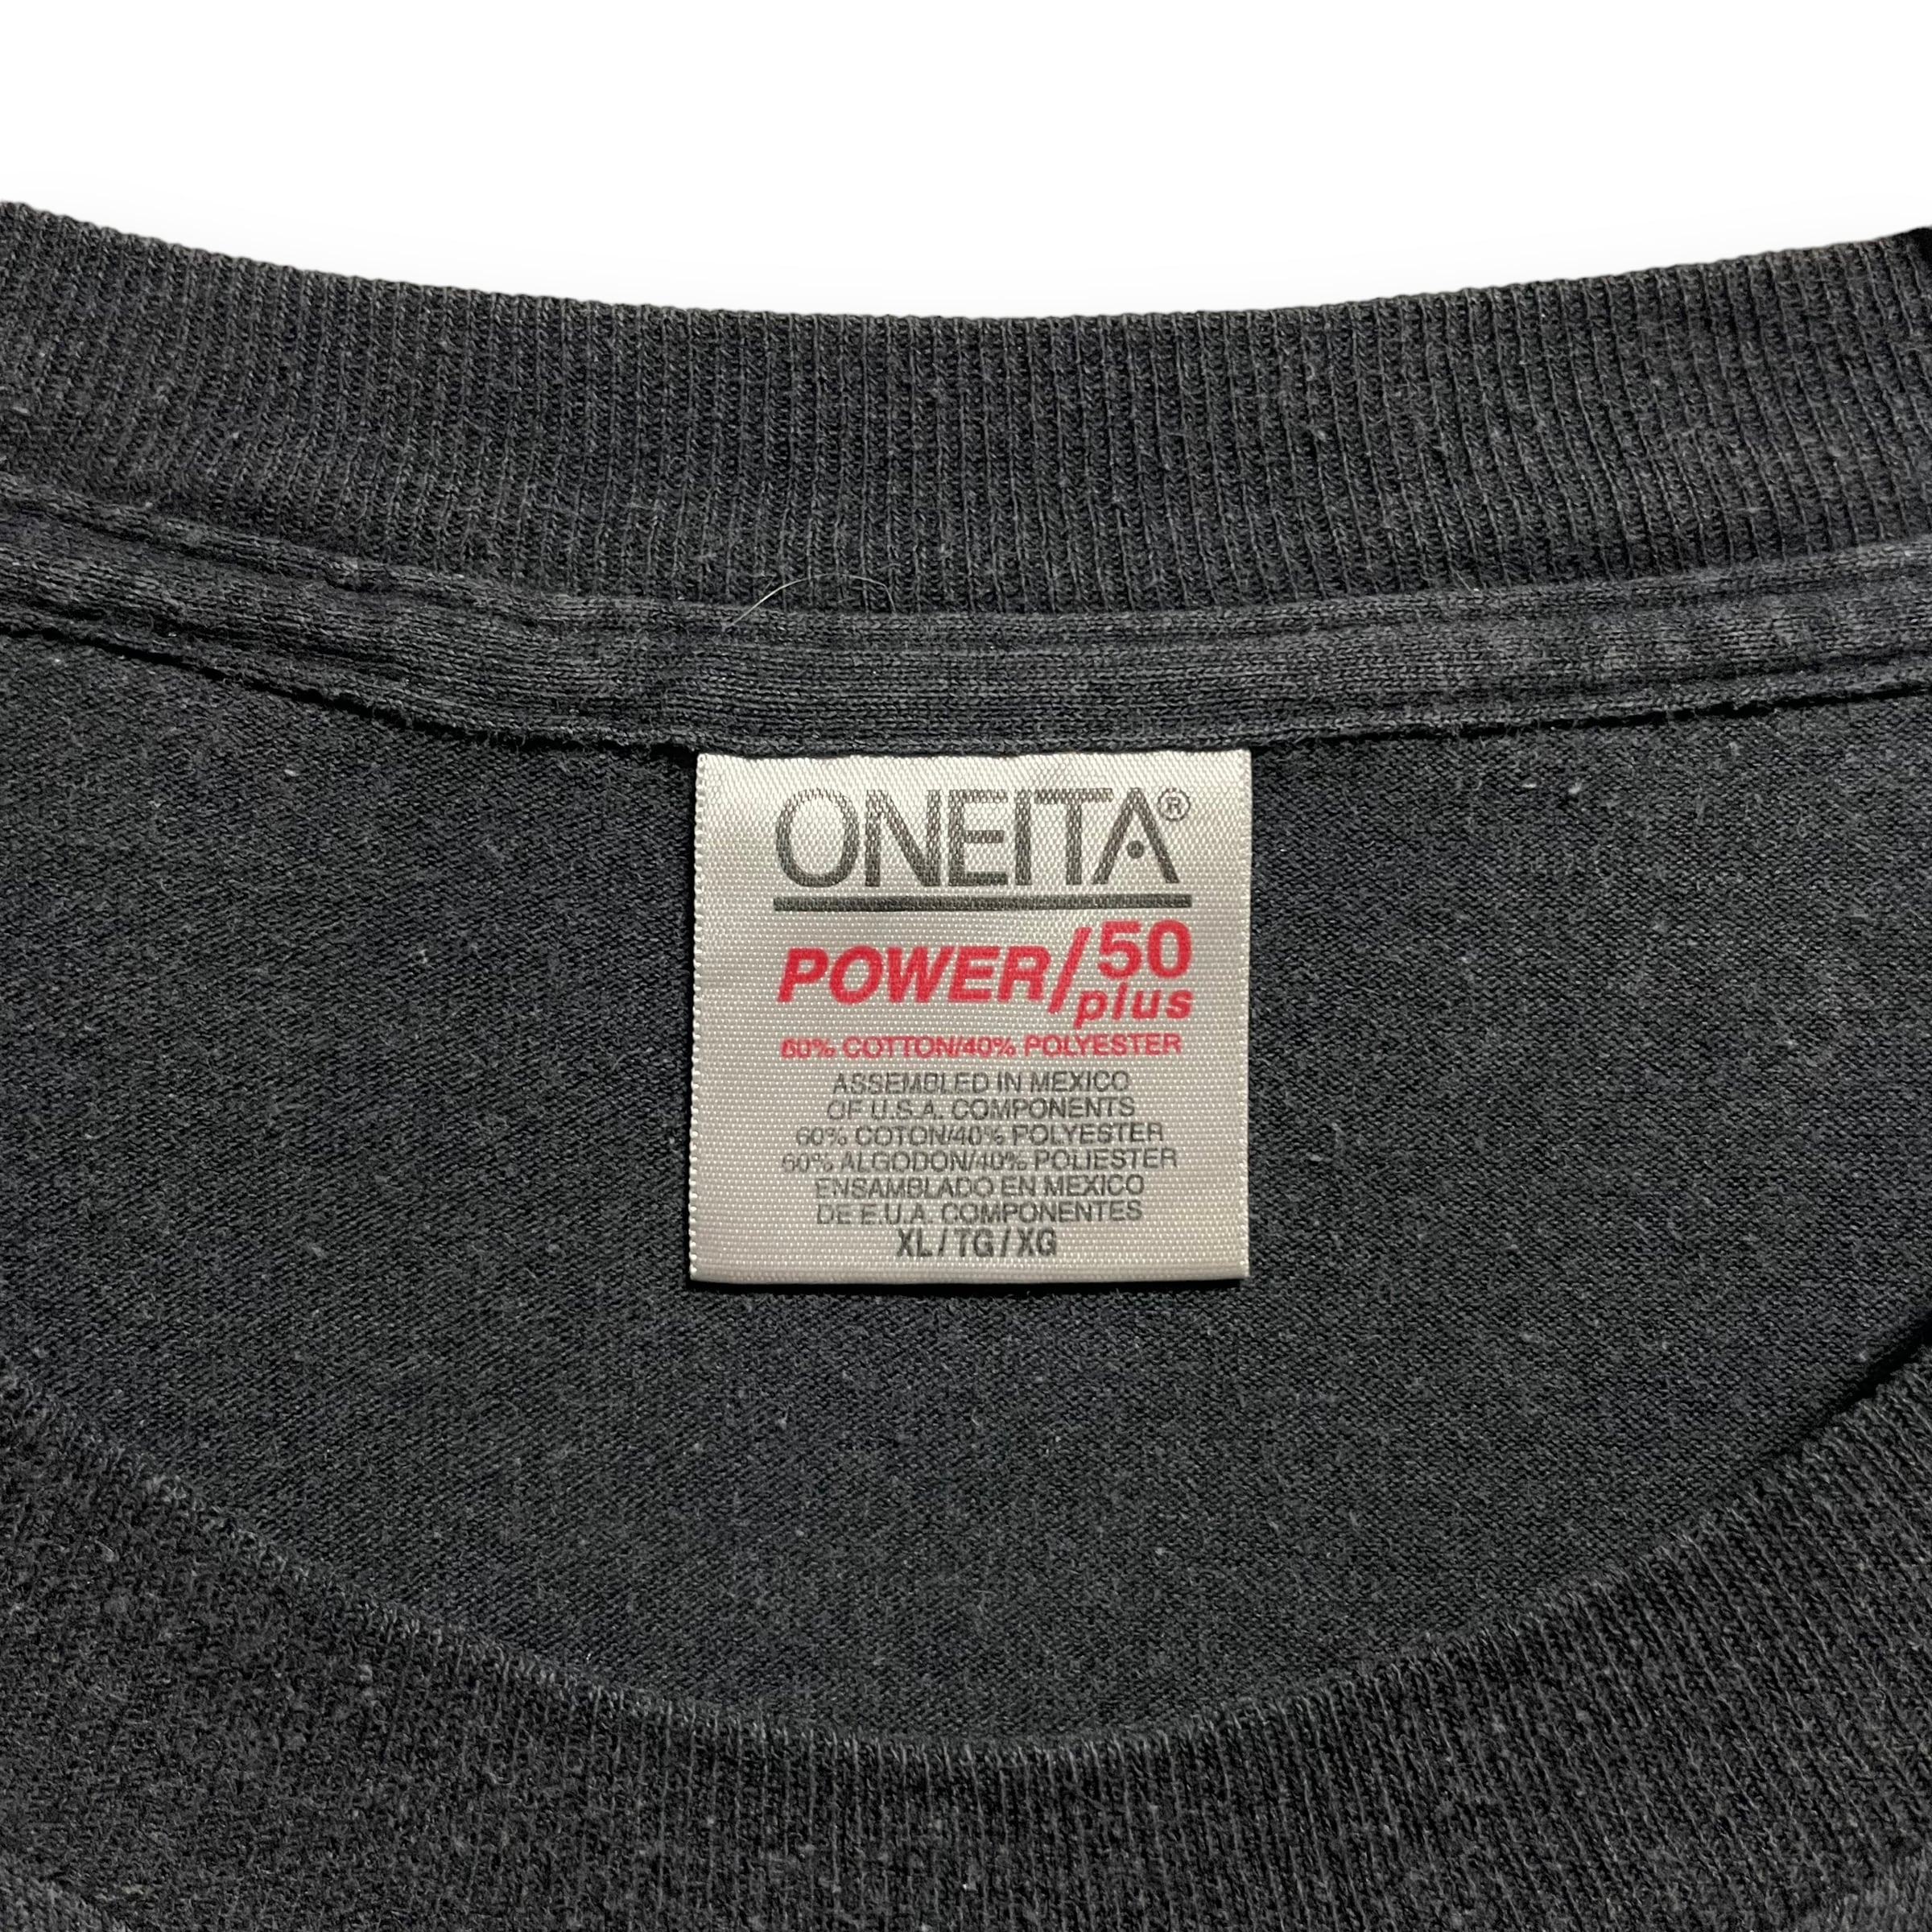 ONEITA®
POWER/50
plus
60% COTTON/40% POLYESTER
ASSEMBLED IN MEXICO
OF U.S.A. COMPONENTS
60% COTON/40% POLYESTER
60% ALGODON/40% POLIESTER
ENSAMBLADO EN MEXICO
DE E.U.A. COMPONENTES
XL/TG/XG